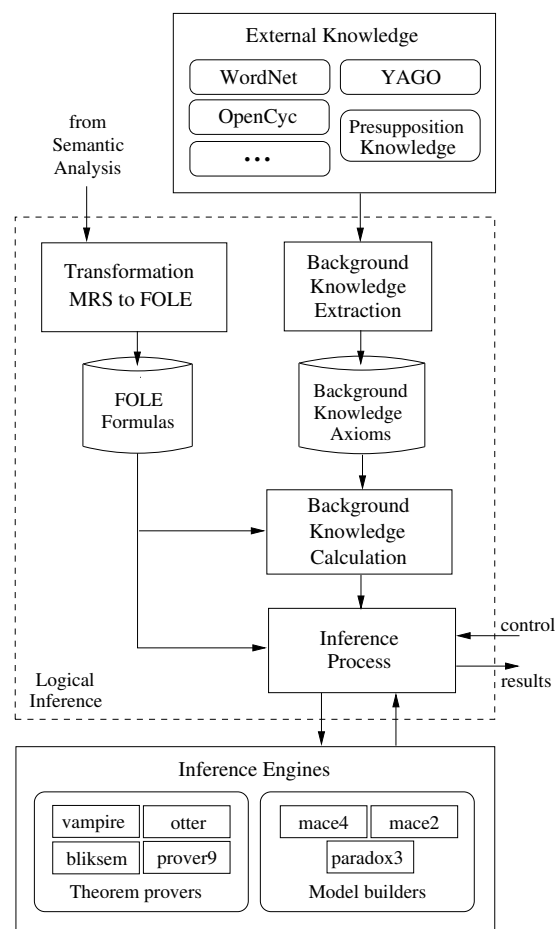 External Knowledge
WordNet
YAGO
OpenCyc
Presupposition
Knowledge
...
from
Semantic
Analysis
Transformation
MRS to FOLE
Background
Knowledge
Extraction
FOLE
Formulas
Background
Knowledge
Axioms
Background
Knowledge
Calculation
Inference
Process
control
results
Logical
Inference
Inference Engines
vampire
otter
bliksem
prover9
Theorem provers
mace4
mace2
paradox3
Model builders